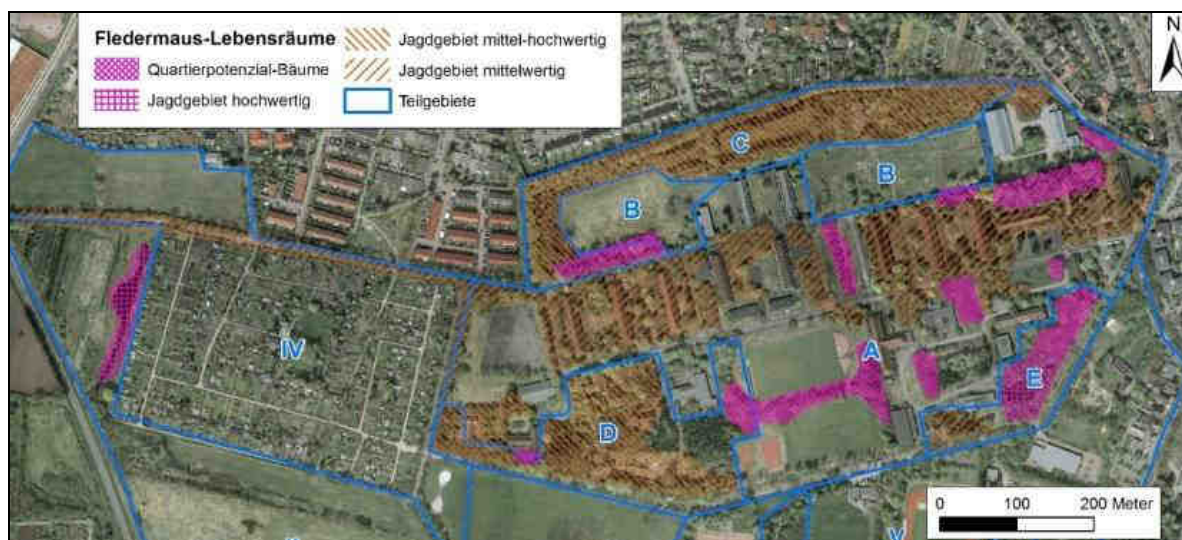 Fledermaus-Lebensräume
Quartierpotenzial-Bäume
Jagdgebiet hochwertig
Jagdgebiet mittel-hochwertig
Jagdgebiet mittelwertig
Teilgebiete
N
C
B
B
IV
A
E
D
V
0 100 200 Meter